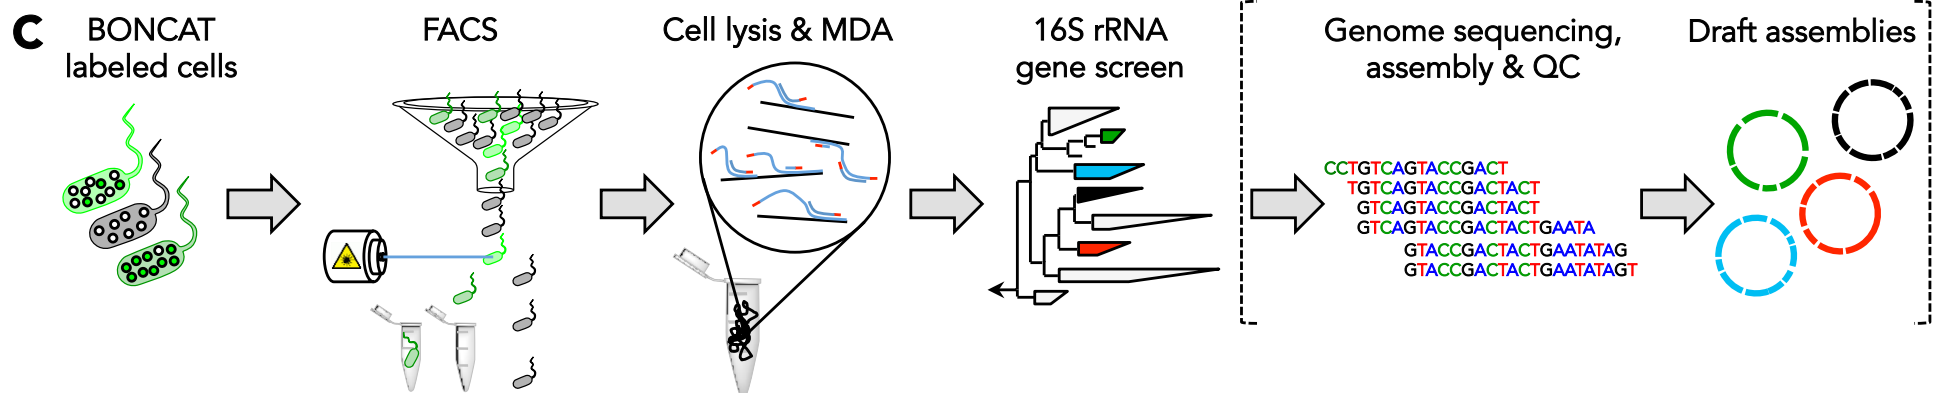 C
BONCAT
labeled cells
FACS
Cell lysis & MDA
16S rRNA
gene screen
Genome sequencing,
assembly & QC
Draft assemblies
CCTGTCAGTACCGACT
TGTCAGTACCGACTACT
GTCAGTACCGACTACT
GTCAGTACCGACTACTGAATA
GTACCGACTACTGAATATAG
GTACCGACTACTGAATATAGT